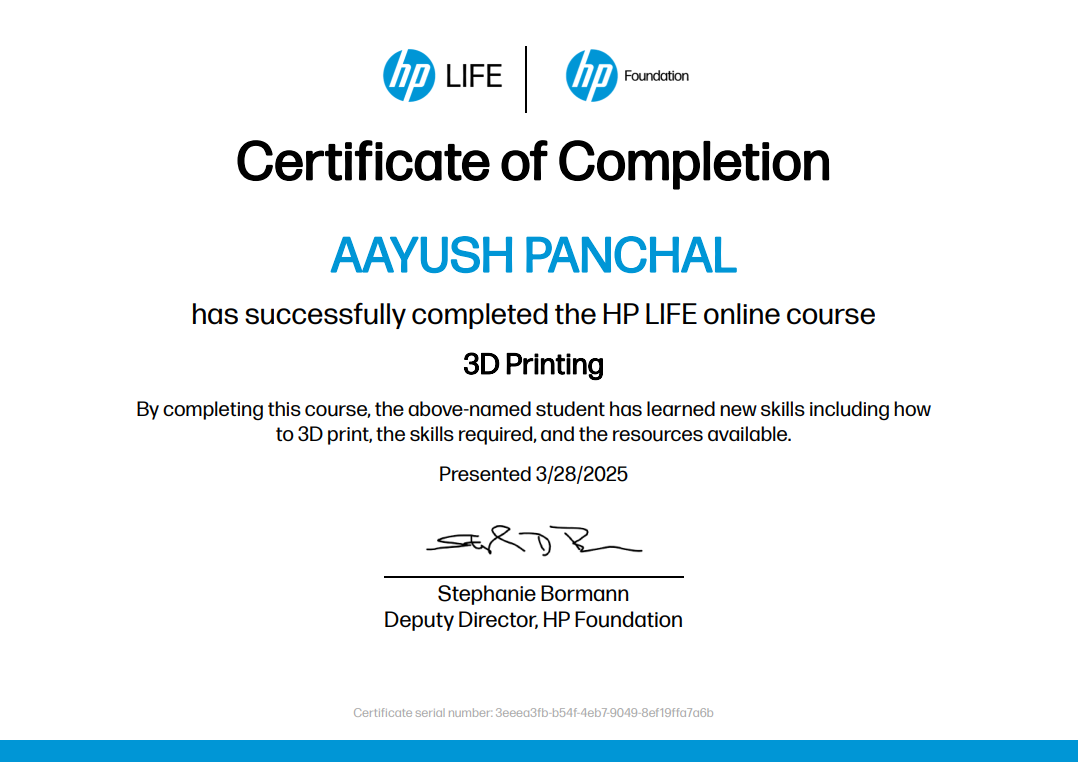 hp LIFE | hp Foundation
Certificate of Completion
AAYUSH PANCHAL
has successfully completed the HP LIFE online course
3D Printing
By completing this course, the above-named student has learned new skills including how
to 3D print, the skills required, and the resources available.
Presented 3/28/2025
Stephanie Bormann
Deputy Director, HP Foundation
Certificate serial number: 3eeea3fb-b54f-4eb7-9049-8ef19ffa7a6b